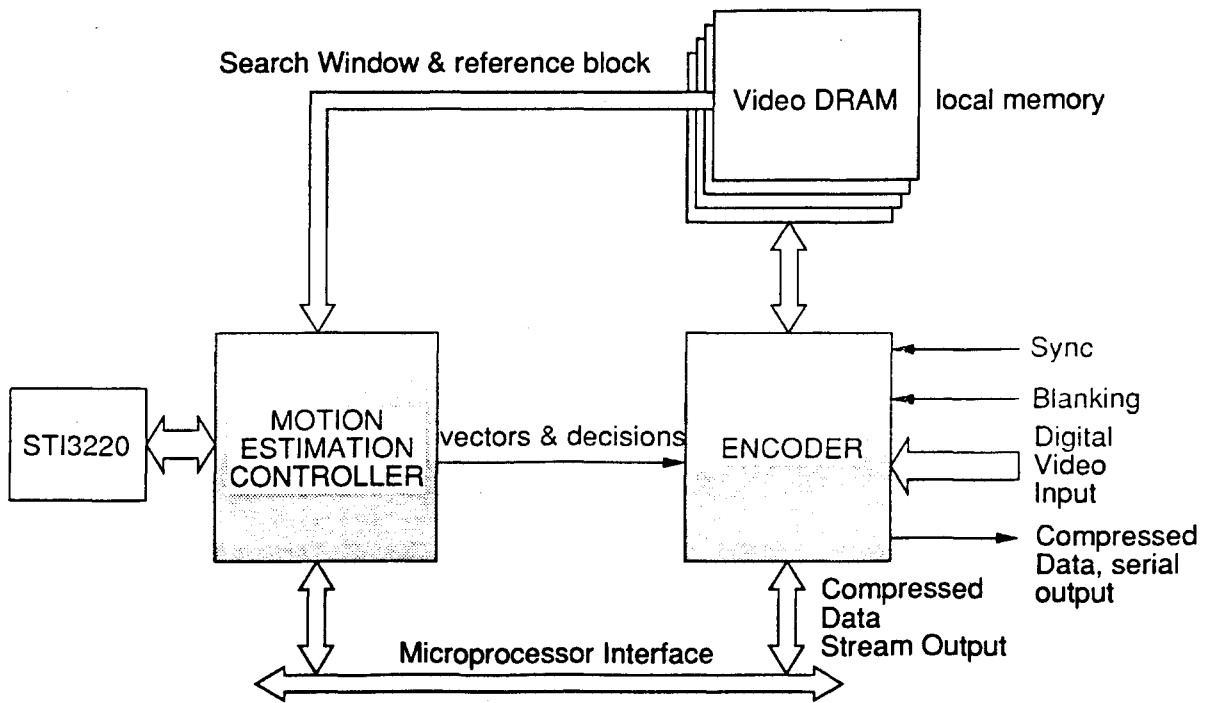 Search Window & reference block
Video DRAM
local memory
STI3220
MOTION
ESTIMATION
CONTROLLER
vectors & decisions
ENCODER
Sync
Blanking
Digital
Video
Input
Compressed
Data, serial
output
Compressed
Data
Stream Output
Microprocessor Interface